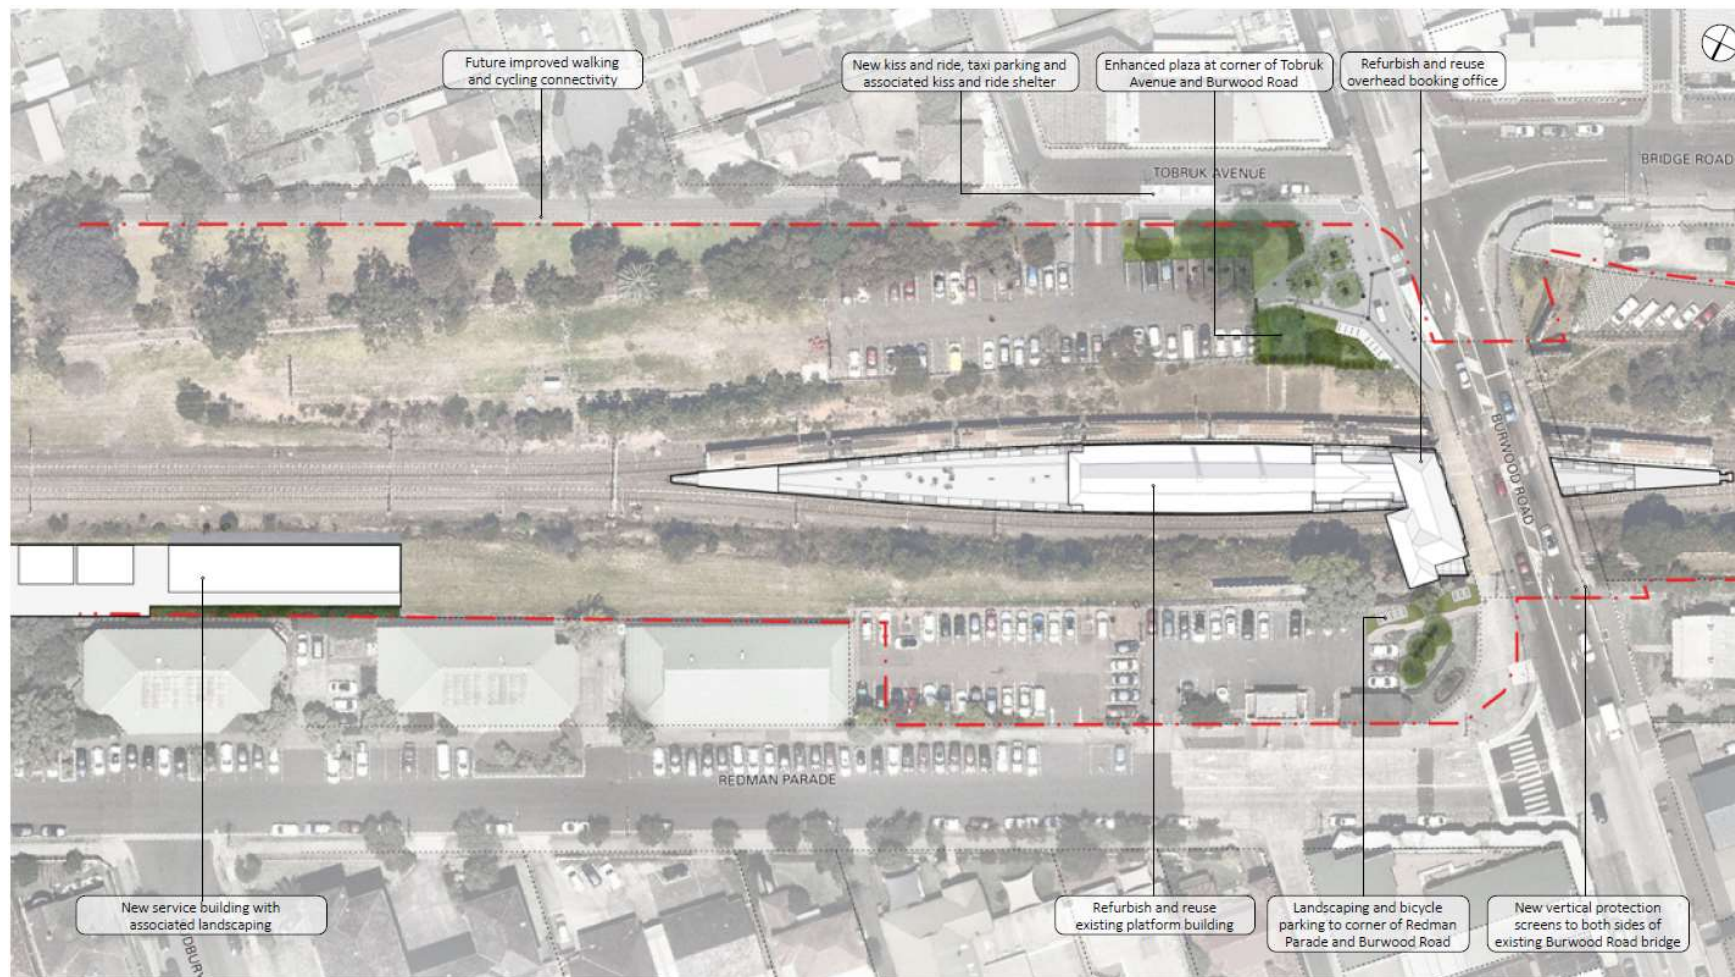 Future improved walking
and cycling connectivity
New kiss and ride, taxi parking and
associated kiss and ride shelter
Enhanced plaza at corner of Tobruk
Avenue and Burwood Road
Refurbish and reuse
overhead booking office
TOBRUK AVENUE
BRIDGE ROAD
BURWOOD ROAD
REDMAN PARADE
New service building with
associated landscaping
Refurbish and reuse
existing platform building
Landscaping and bicycle
parking to corner of Redman
Parade and Burwood Road
New vertical protection
screens to both sides of
existing Burwood Road bridge